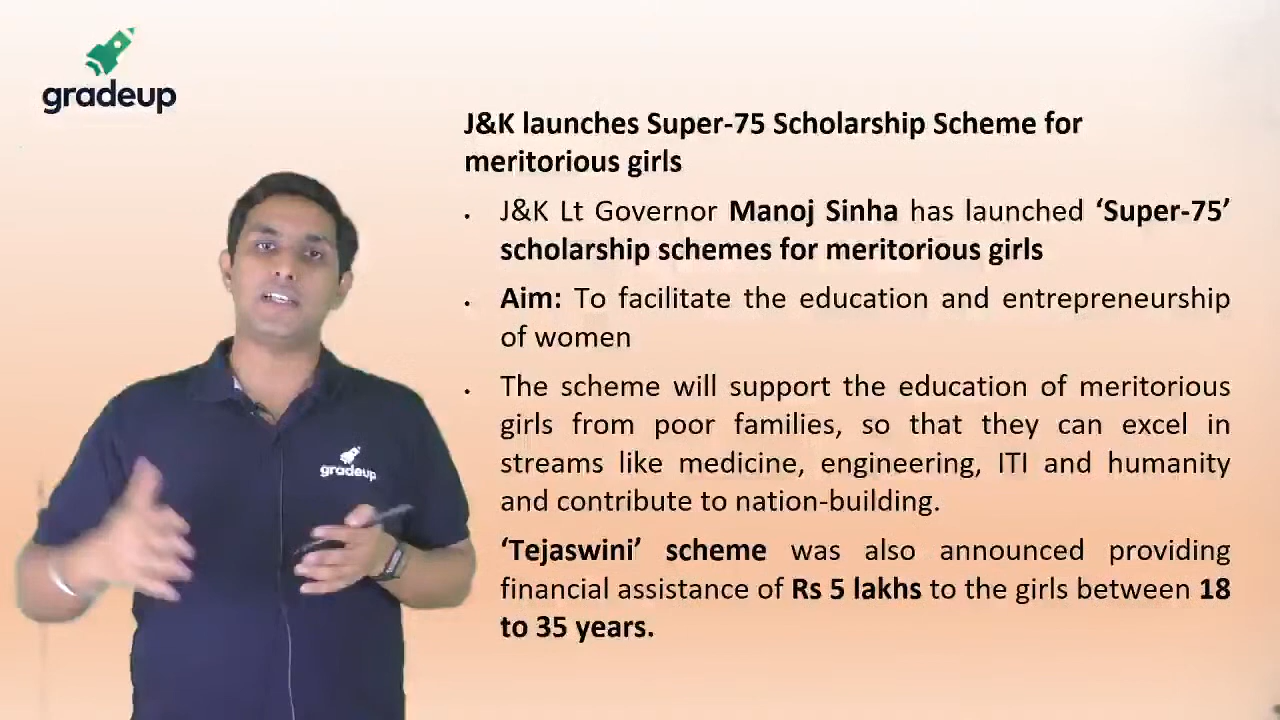 gradeup
J&K launches Super-75 Scholarship Scheme for
meritorious girls
• J&K Lt Governor Manoj Sinha has launched ‘Super-75’
scholarship schemes for meritorious girls
• Aim: To facilitate the education and entrepreneurship
of women
• The scheme will support the education of meritorious
girls from poor families, so that they can excel in
streams like medicine, engineering, ITI and humanity
and contribute to nation-building.
‘Tejaswini’ scheme was also announced providing
financial assistance of Rs 5 lakhs to the girls between 18
to 35 years.
gradeup